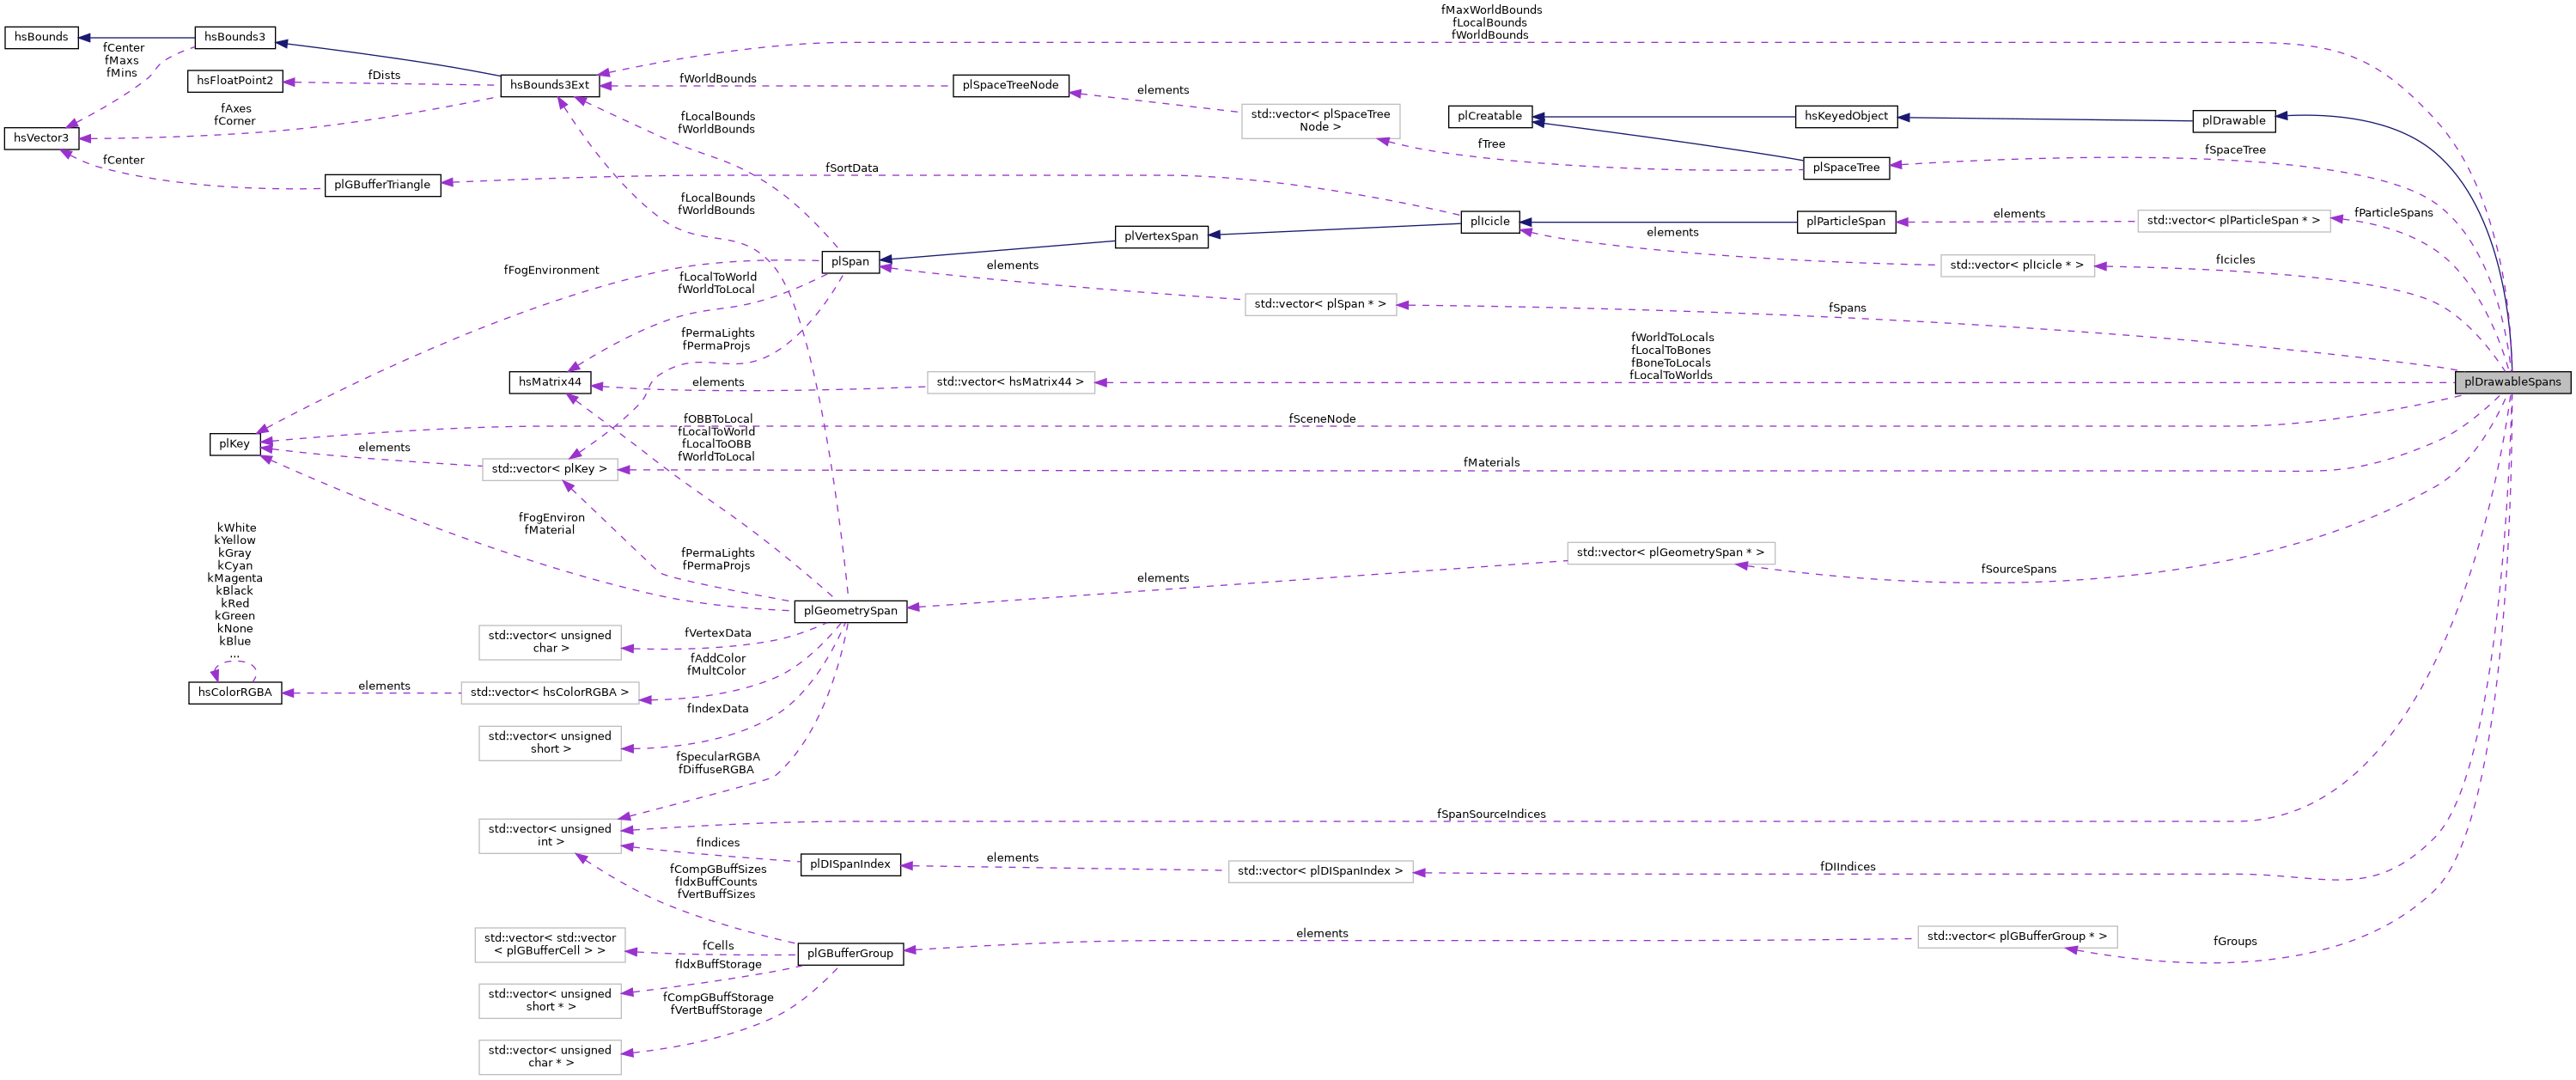 fMaxWorldBounds
fLocalBounds
fWorldBounds
hsBounds
hsBounds3
fCenter
fMaxs
fMins
hsFloatPoint2
fDists
hsBounds3Ext
fWorldBounds
plSpaceTreeNode
elements
std::vector< plSpaceTree
Node >
plCreatable
hsKeyedObject
plDrawable
fAxes
fCorner
hsVector3
fLocalBounds
fWorldBounds
fTree
fSpaceTree
plSpaceTree
fCenter
plGBufferTriangle
fSortData
fLocalBounds
fWorldBounds
plIcicle
plParticleSpan
elements
std::vector< plParticleSpan * >
fParticleSpans
plVertexSpan
elements
plSpan
elements
std::vector< plIcicle * >
fIcicles
fFogEnvironment
fLocalToWorld
fWorldToLocal
std::vector< plSpan * >
fSpans
fPermaLights
fPermaProjs
fWorldToLocals
fLocalToBones
fBoneToLocals
fLocalToWorlds
hsMatrix44
elements
std::vector< hsMatrix44 >
plDrawableSpans
fOBBToLocal
fLocalToWorld
fLocalToOBB
fWorldToLocal
fSceneNode
plKey
elements
std::vector< plKey >
fMaterials
fFogEnviron
fMaterial
kWhite
kYellow
kGray
kCyan
kMagenta
kBlack
kRed
kGreen
kNone
kBlue
...
fPermaLights
fPermaProjs
std::vector< plGeometrySpan * >
elements
fSourceSpans
plGeometrySpan
std::vector< unsigned
char >
fVertexData
fAddColor
fMultColor
hsColorRGBA
elements
std::vector< hsColorRGBA >
fIndexData
std::vector< unsigned
short >
fSpecularRGBA
fDiffuseRGBA
fSpanSourceIndices
std::vector< unsigned
int >
fIndices
plDISpanIndex
elements
std::vector< plDISpanIndex >
fDIIndices
fCompGBuffSizes
fIdxBuffCounts
fVertBuffSizes
std::vector< std::vector
< plGBufferCell > >
fCells
plGBufferGroup
elements
std::vector< plGBufferGroup * >
fGroups
fIdxBuffStorage
std::vector< unsigned
short * >
fCompGBuffStorage
fVertBuffStorage
std::vector< unsigned
char * >